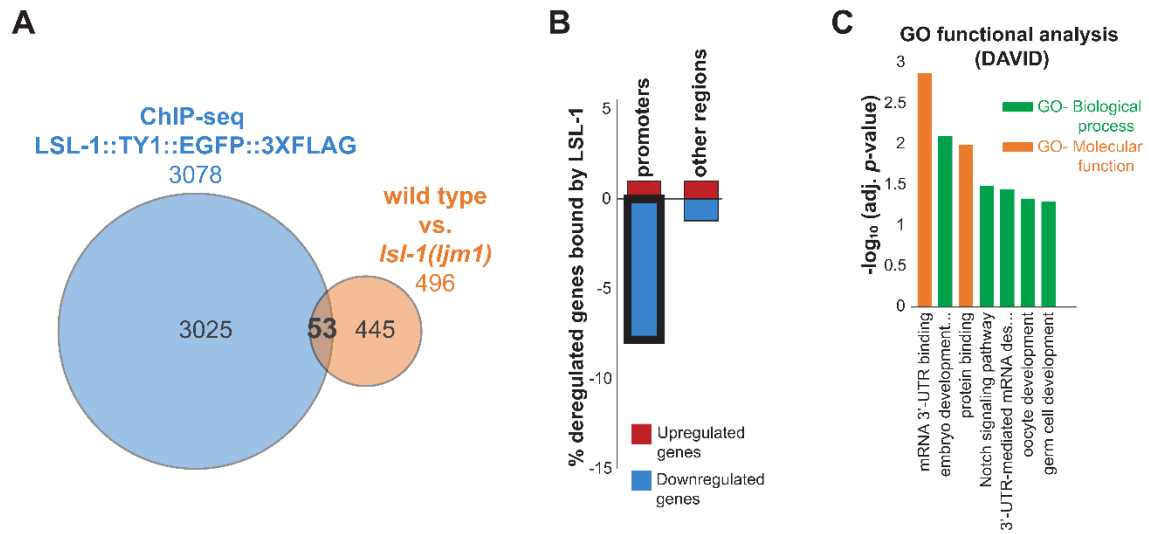 A
ChIP-seq
LSL-1::TY1::EGFP::3XFLAG
3078
wild type
vs.
lsl-1(ljm1)
496
3025
53
445
B
% deregulated genes bound by LSL-1
promoters
other regions
5
0
-5
-10
-15
Upregulated
genes
Downregulated
genes
C
GO functional analysis
(DAVID)
-log₁₀ (adj. p-value)
3
2.5
2
1.5
1
0.5
0
GO- Biological
process
GO- Molecular
function
mRNA 3'-UTR binding
embryo development...
protein binding
Notch signaling pathway
3'-UTR-mediated mRNA des...
oocyte development
germ cell development